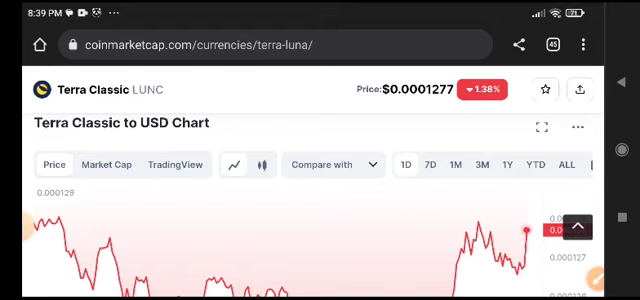 8:39 PM
71
coinmarketcap.com/currencies/terra-luna/
45
Terra Classic LUNC
Price:$0.0001277
1.38%
Terra Classic to USD Chart
Price Market Cap TradingView Compare with 1D 7D 1M 3M 1Y YTD ALL
0.000129
0.000127